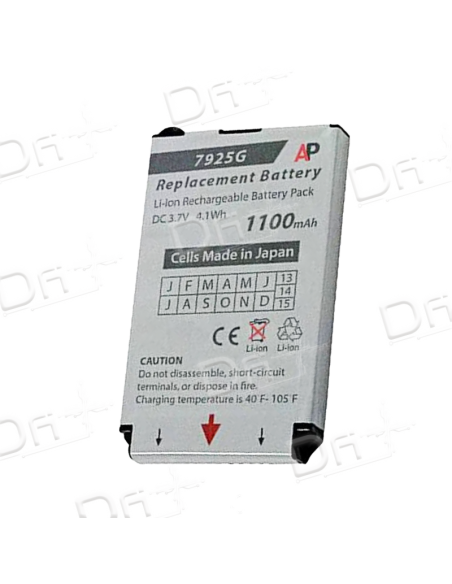 7925G AP
Replacement Battery
Li-Ion Rechargeable Battery Pack
DC 3.7V 4.1Wh 1100mAh
Cells Made in Japan
J F M A M J 13
14
J A S O N D 15
CE Li-ion Li-ion
CAUTION
Do not disassemble, short-circuit
terminals, or dispose in fire.
Charging temperature is 40 F- 105 F